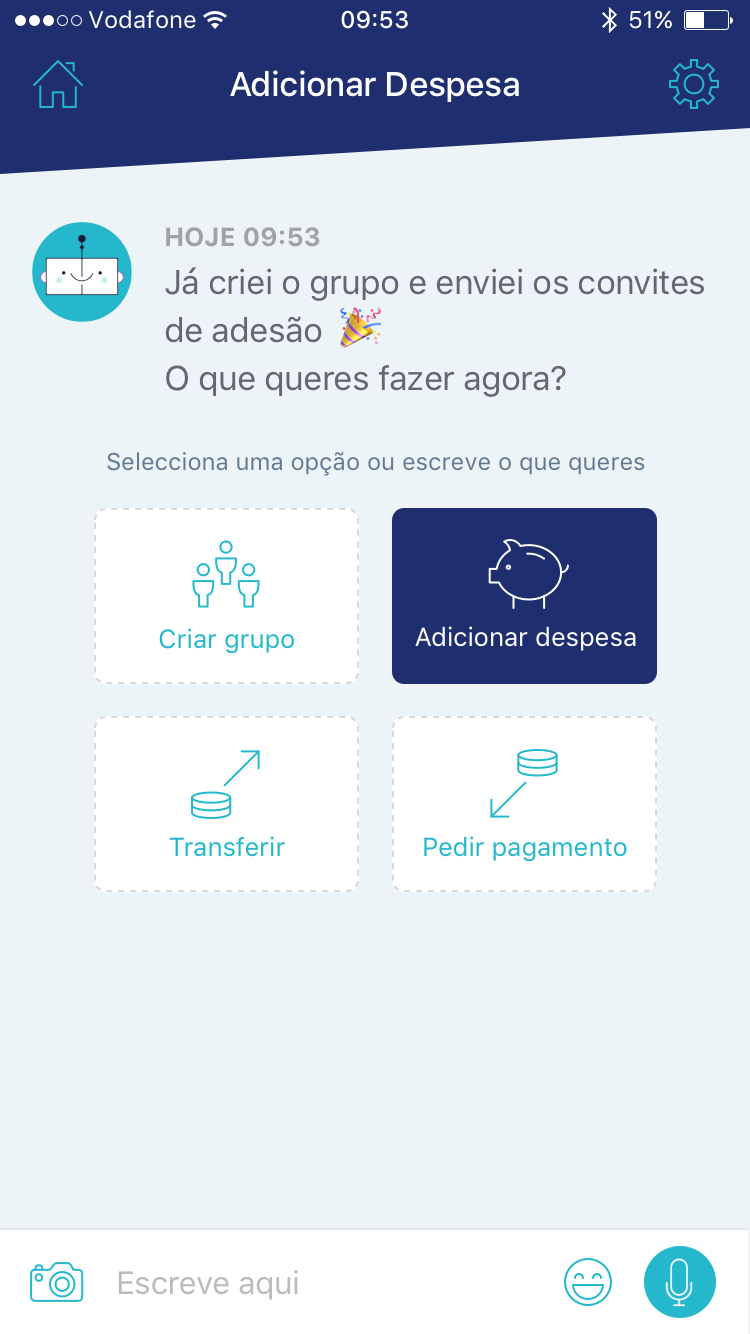 Vodafone 09:53 51%
Adicionar Despesa
HOJE 09:53
Já criei o grupo e enviei os convites
de adesão 🎉
O que queres fazer agora?
Selecciona uma opção ou escreve o que queres
Criar grupo
Adicionar despesa
Transferir
Pedir pagamento
Escreve aqui